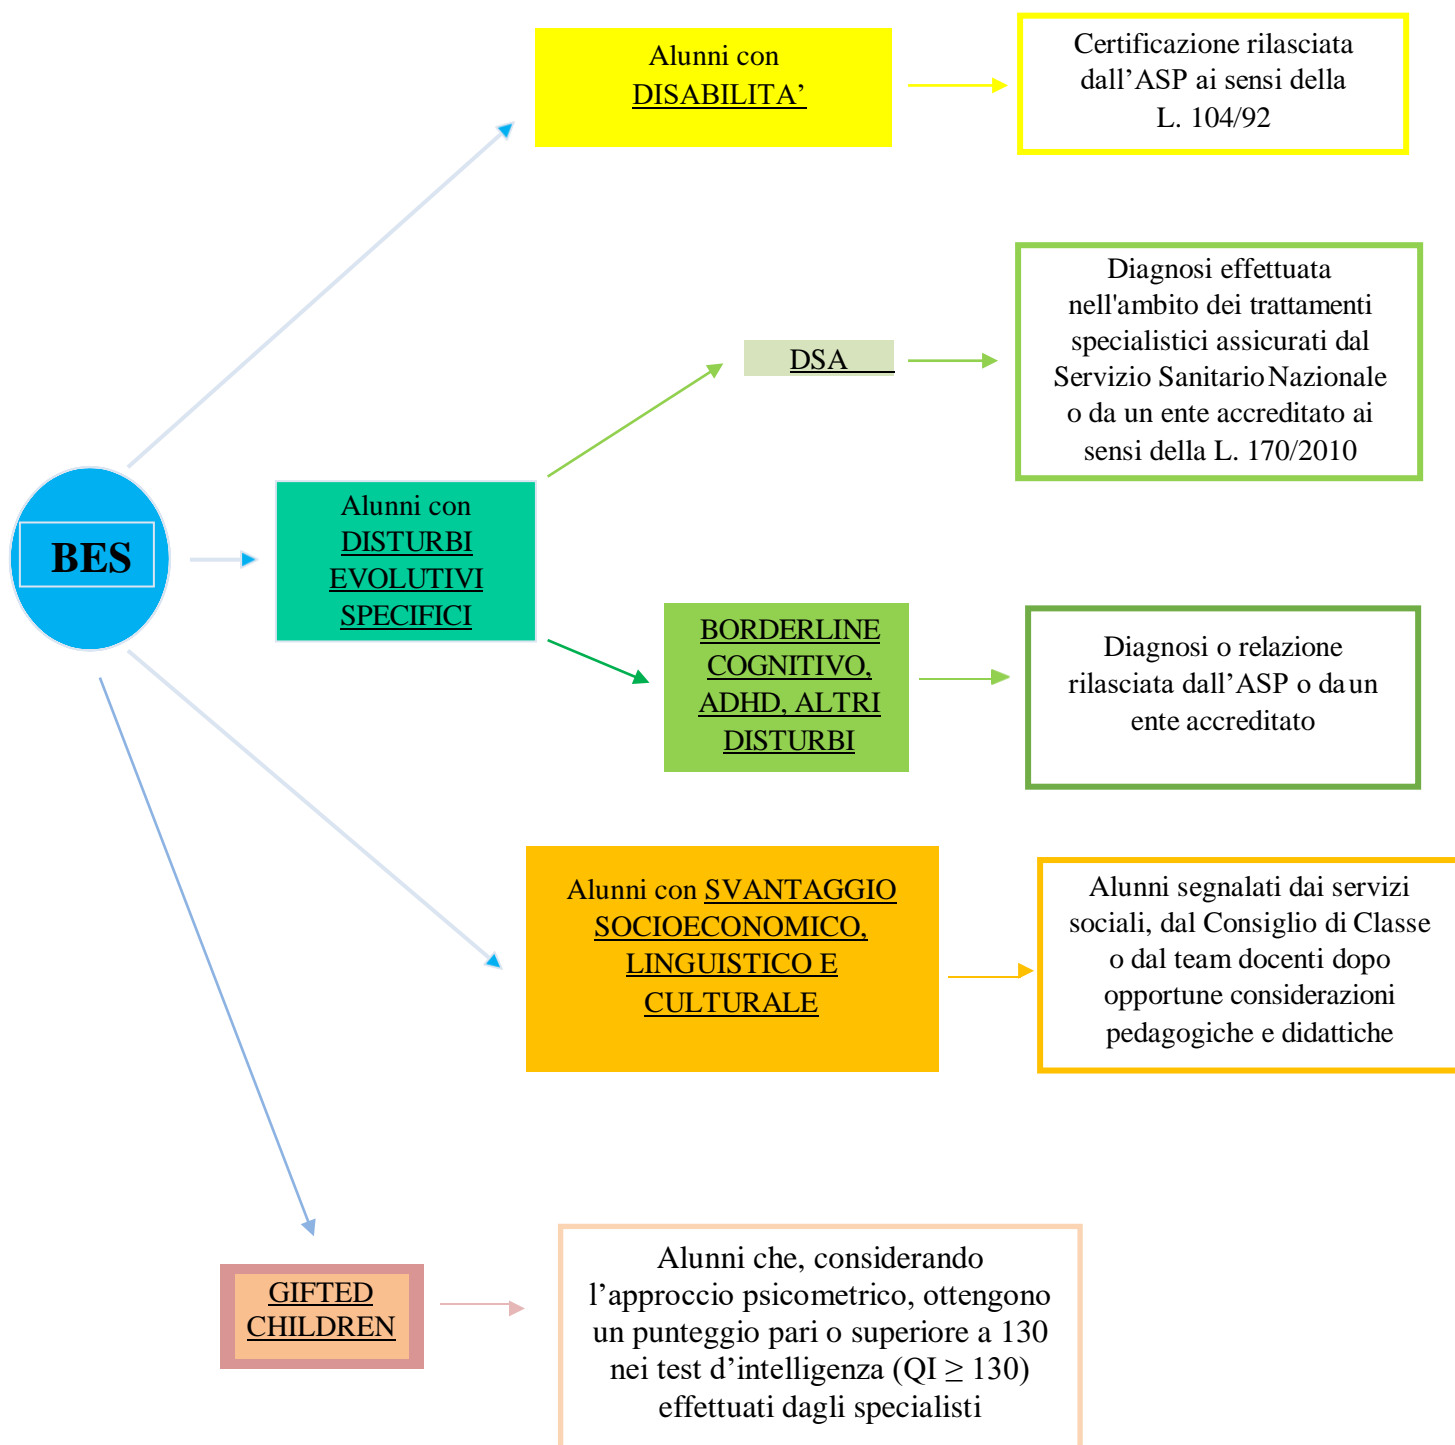 Alunni con
DISABILITA’
Certificazione rilasciata
dall’ASP ai sensi della
L. 104/92
Diagnosi effettuata
nell'ambito dei trattamenti
specialistici assicurati dal
Servizio Sanitario Nazionale
o da un ente accreditato ai
sensi della L. 170/2010
DSA
BES
Alunni con
DISTURBI
EVOLUTIVI
SPECIFICI
BORDERLINE
COGNITIVO,
ADHD, ALTRI
DISTURBI
Diagnosi o relazione
rilasciata dall’ASP o da un
ente accreditato
Alunni con SVANTAGGIO
SOCIOECONOMICO,
LINGUISTICO E
CULTURALE
Alunni segnalati dai servizi
sociali, dal Consiglio di Classe
o dal team docenti dopo
opportune considerazioni
pedagogiche e didattiche
GIFTED
CHILDREN
Alunni che, considerando
l’approccio psicometrico, ottengono
un punteggio pari o superiore a 130
nei test d’intelligenza (QI ≥ 130)
effettuati dagli specialisti